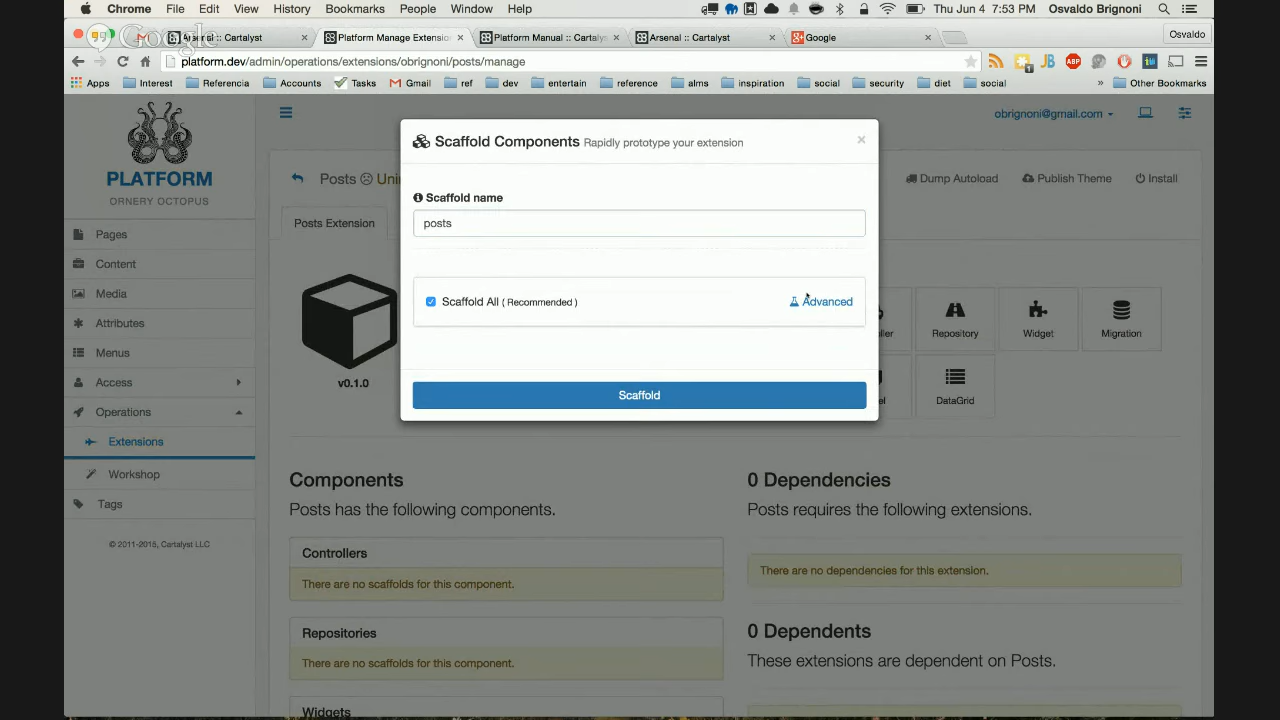 Chrome File Edit View History Bookmarks People Window Help Thu Jun 4 7:53 PM Osvaldo Brignoni
Google
Arsenal :: Cartalyst Platform Manage Extensio Platform Manual :: Cartalys Arsenal :: Cartalyst Google Osvaldo
platform.dev/admin/operations/extensions/obrignoni/posts/manage
Apps Interest Referencia Accounts Tasks Gmail ref dev entertain reference alms inspiration social security diet social » Other Bookmarks
obrignoni@gmail.com
PLATFORM
ORNERY OCTOPUS
Pages
Content
Media
Attributes
Menus
Access
Operations
Extensions
Workshop
Tags
© 2011-2015, Cartalyst LLC
Posts
Dump Autoload Publish Theme Install
Posts Extension
v0.1.0
Scaffold Components Rapidly prototype your extension ×
Scaffold name
posts
Scaffold All ( Recommended ) Advanced
Scaffold
Repository Widget Migration
DataGrid
Components
Posts has the following components.
Controllers
There are no scaffolds for this component.
Repositories
There are no scaffolds for this component.
Widgets
0 Dependencies
Posts requires the following extensions.
There are no dependencies for this extension.
0 Dependents
These extensions are dependent on Posts.